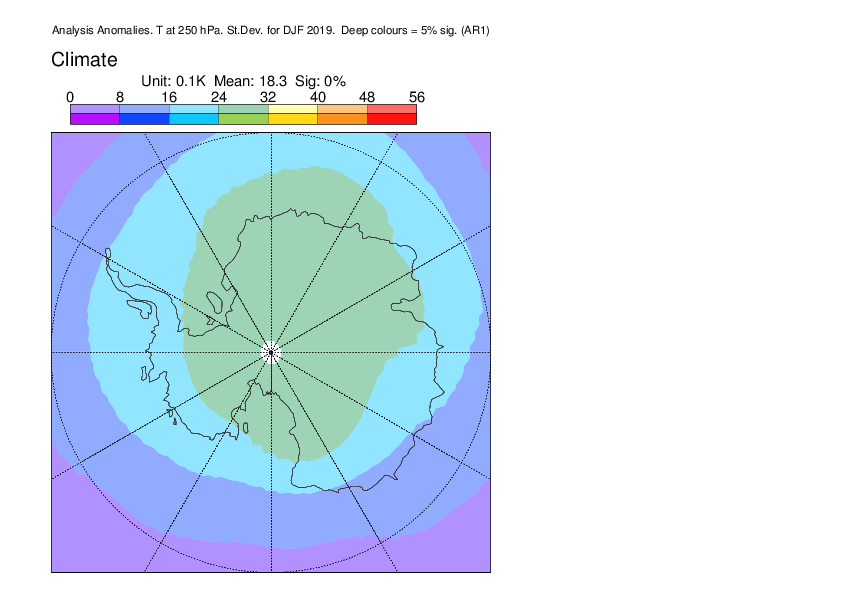 Analysis Anomalies. T at 250 hPa. St.Dev. for DJF 2019.  Deep colours = 5% sig. (AR1)
Climate
Unit: 0.1K  Mean: 18.3  Sig: 0%
0 8 16 24 32 40 48 56